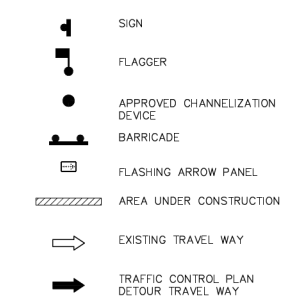 SIGN
FLAGGER
APPROVED CHANNELIZATION
DEVICE
BARRICADE
FLASHING ARROW PANEL
AREA UNDER CONSTRUCTION
EXISTING TRAVEL WAY
TRAFFIC CONTROL PLAN
DETOUR TRAVEL WAY